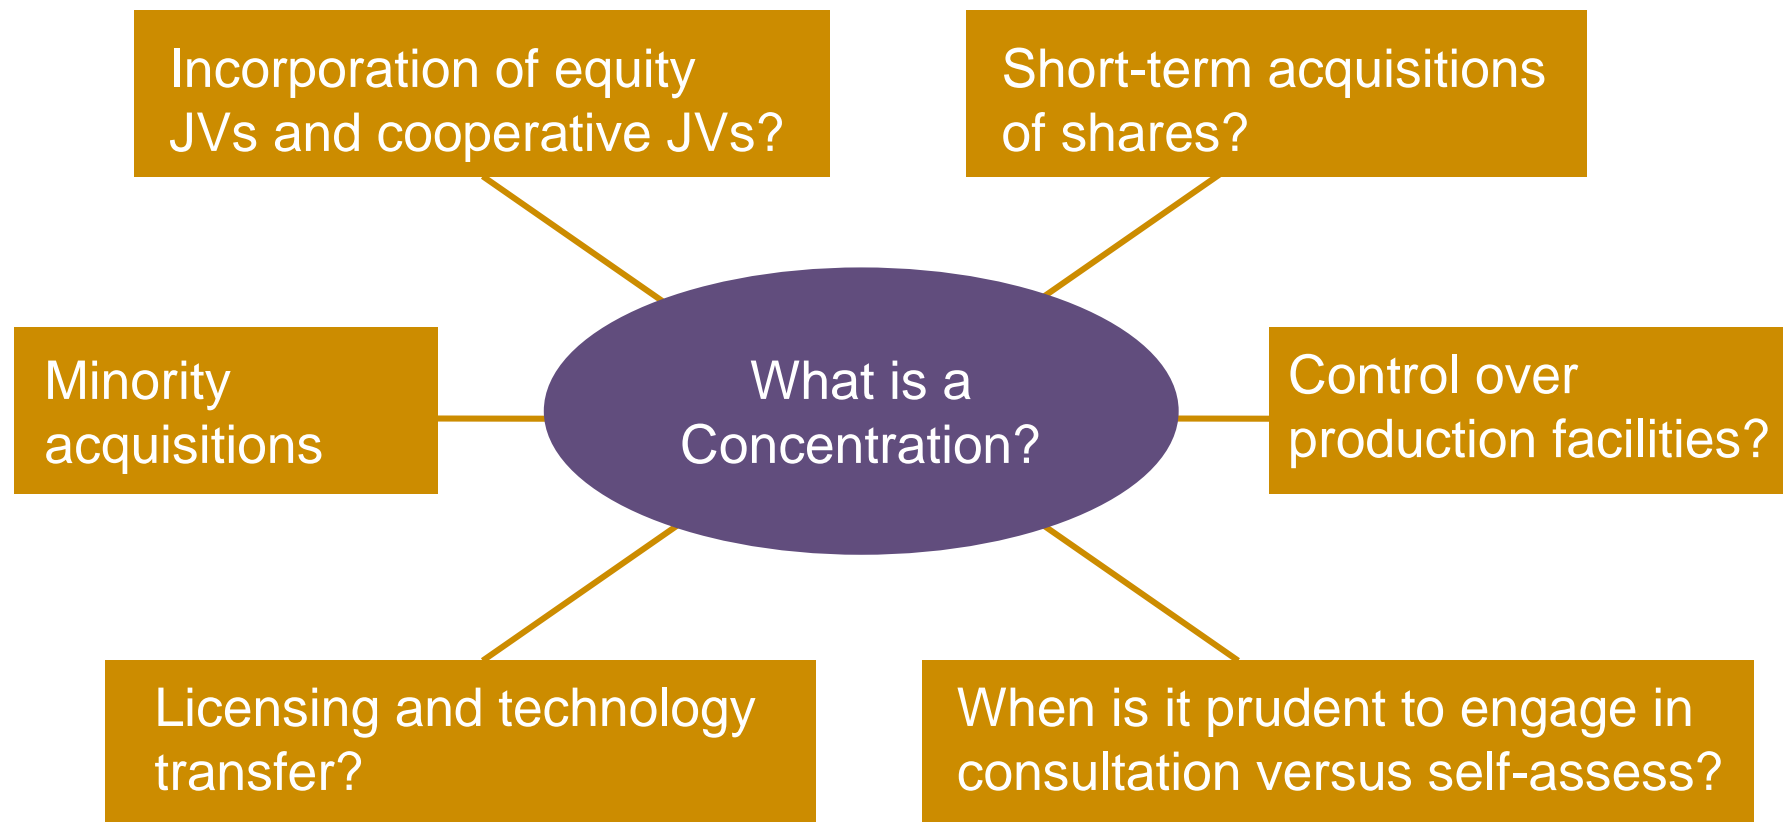 Incorporation of equity
JVs and cooperative JVs?
Short-term acquisitions
of shares?
Minority
acquisitions
What is a
Concentration?
Control over
production facilities?
Licensing and technology
transfer?
When is it prudent to engage in
consultation versus self-assess?